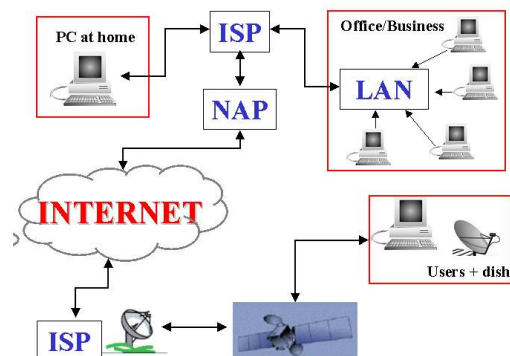 PC at home
ISP
Office/Business
LAN
NAP
INTERNET
Users + dish
ISP